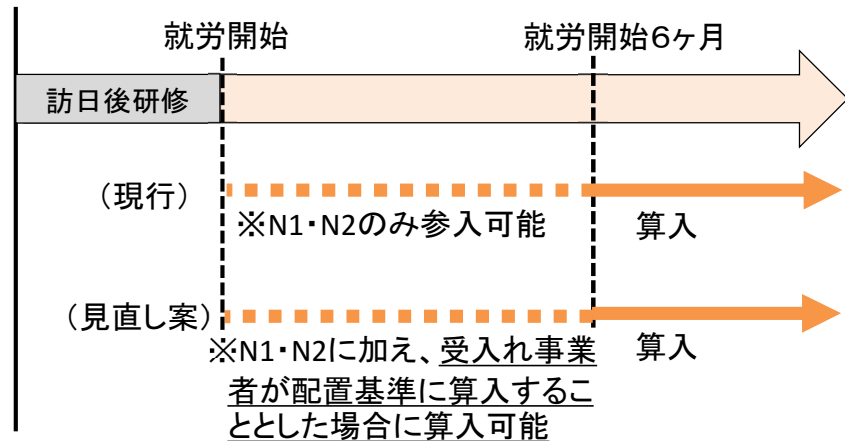 就労開始
就労開始6ヶ月
訪日後研修
（現行）
※N1・N2のみ参入可能
算入
（見直し案）
※N1・N2に加え、受入れ事業
者が配置基準に算入するこ
ととした場合に算入可能
算入